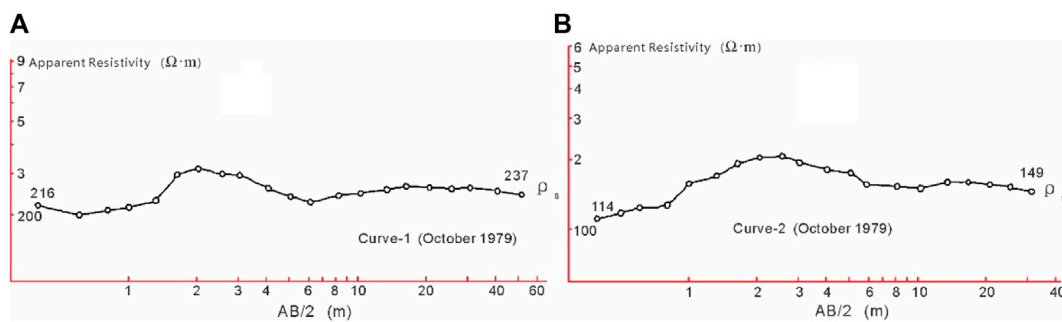 A
9
Apparent Resistivity (Ω·m)
7
5
3
216
200
237
ρs
Curve-1 (October 1979)
1 2 3 4 6 8 10 20 40 60
AB/2 (m)
B
6
Apparent Resistivity (Ω·m)
5
4
3
2
114
100
149
ρ
Curve-2 (October 1979)
1 2 3 4 6 8 10 20 40
AB/2 (m)